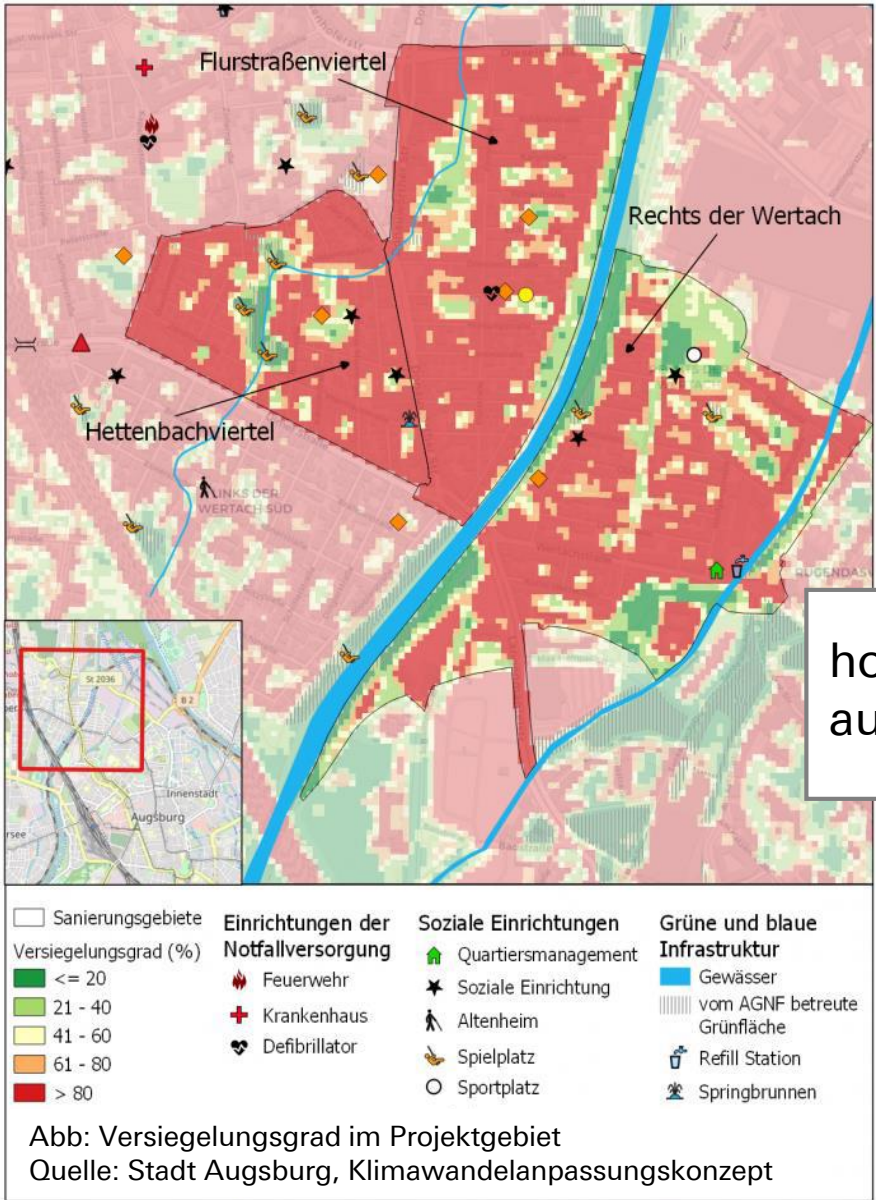 Flurstraßenviertel
Rechts der Wertach
Hettenbachviertel
LINKS DER
WERTACH SÜD
St 2036
B 2
Innenstadt
Augsburg
ho
au
Sanierungsgebiete
Versiegelungsgrad (%)
<= 20
21 - 40
41 - 60
61 - 80
> 80
Einrichtungen der
Notfallversorgung
Feuerwehr
Krankenhaus
Defibrillator
Soziale Einrichtungen
Quartiersmanagement
Soziale Einrichtung
Altenheim
Spielplatz
Sportplatz
Grüne und blaue
Infrastruktur
Gewässer
vom AGNF betreute
Grünfläche
Refill Station
Springbrunnen
Abb: Versiegelungsgrad im Projektgebiet
Quelle: Stadt Augsburg, Klimawandelanpassungskonzept